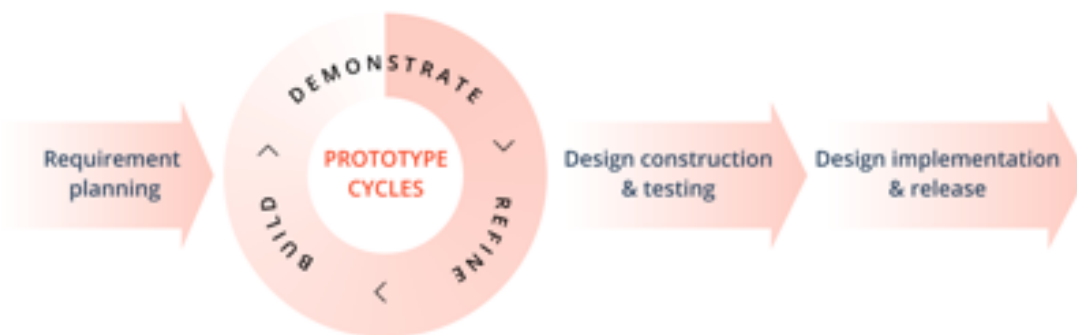 Requirement
planning
DEMONSTRATE
REFINE
BUILD
PROTOTYPE
CYCLES
Design construction
& testing
Design implementation
& release